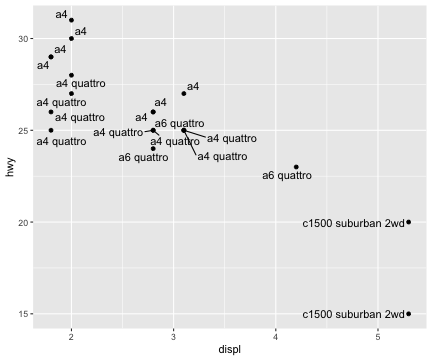 a4
a4
30
a4
a4
a4 quattro
a4 quattro
a4
a4
a4 quattro
a4
a6 quattro
25
a4 quattro
a4 quattro
a4 quattro
a4 quattro
a6 quattro
a4 quattro
a6 quattro
hwy
20
c1500 suburban 2wd
15
c1500 suburban 2wd
2
3
4
5
displ